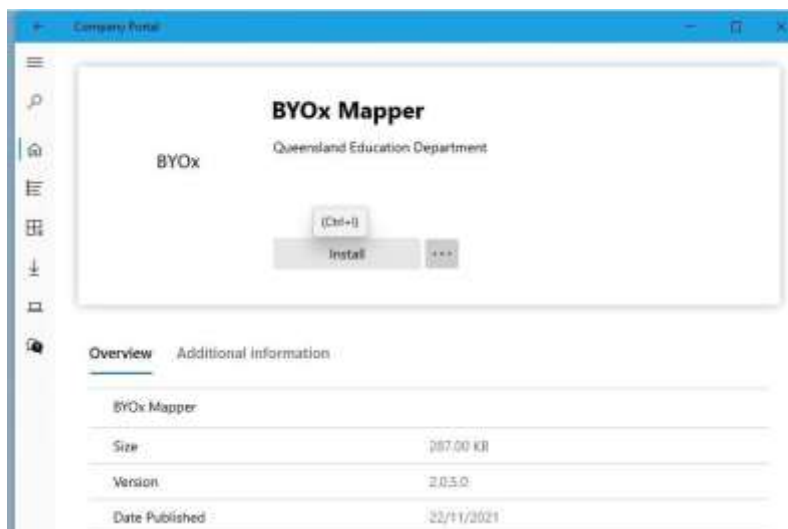 Company Portal
BYOx Mapper
Queensland Education Department
BYOx
(Ctrl+I)
Install
Overview Additional information
BYOx Mapper
Size 287.00 KB
Version 2.0.5.0
Date Published 22/11/2021